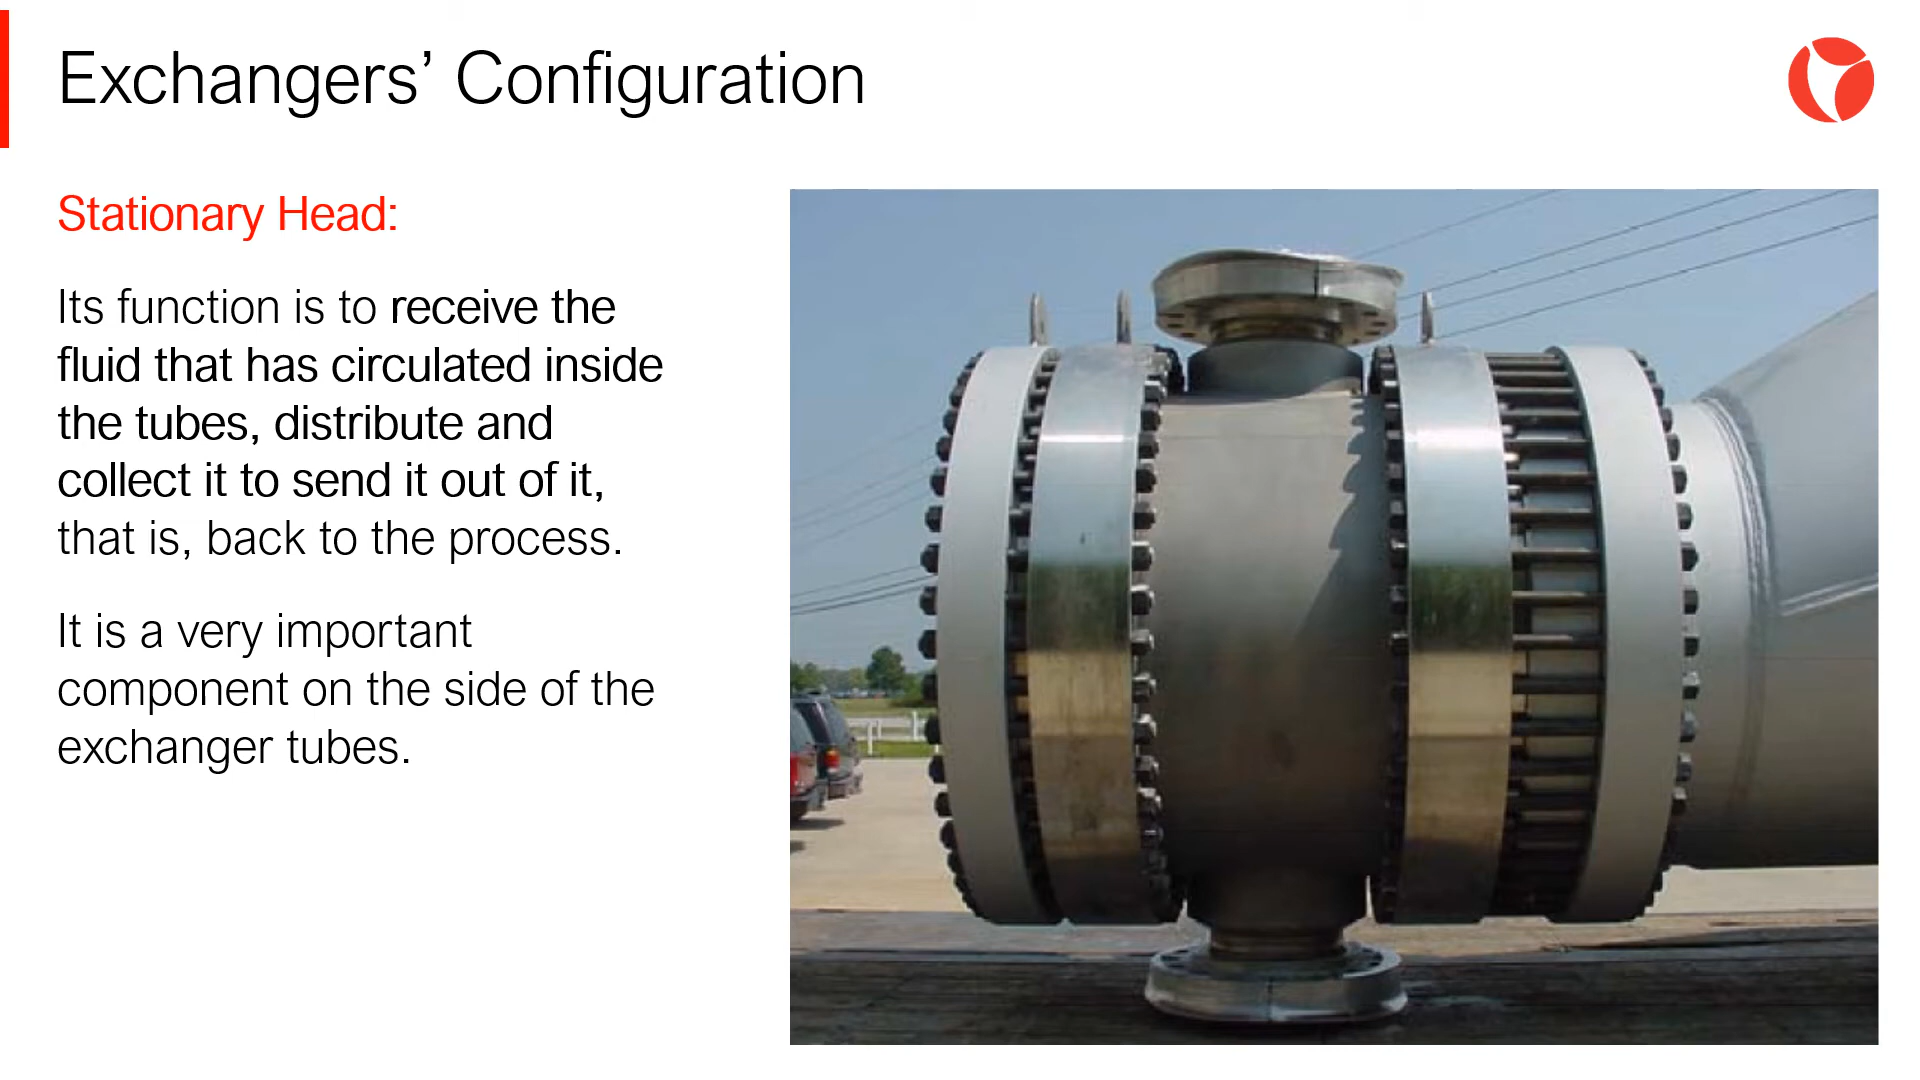 Exchangers’ Configuration
Stationary Head:
Its function is to receive the
fluid that has circulated inside
the tubes, distribute and
collect it to send it out of it,
that is, back to the process.
It is a very important
component on the side of the
exchanger tubes.